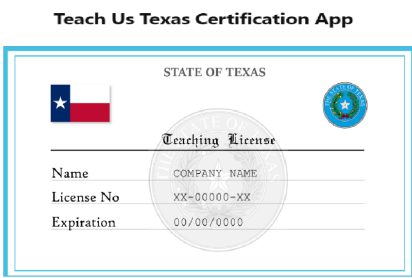 Teach Us Texas Certification App
STATE OF TEXAS
Teaching License
Name COMPANY NAME
License No XX-00000-XX
Expiration 00/00/0000